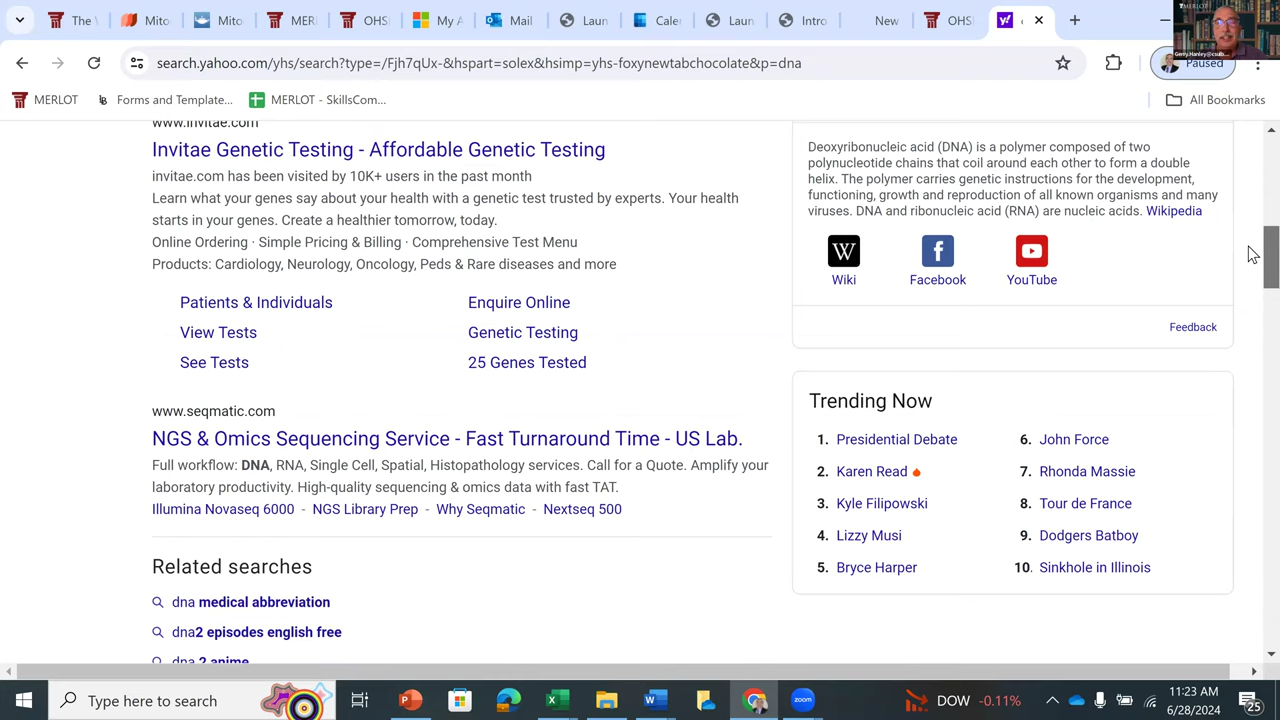 The
Mito
Mito
MERI
OHS
My A
Mail
Laun
Cale
Laun
Intro
New
OHS
MERLOT
Gerry.Hanley@csulb...
search.yahoo.com/yhs/search?type=/Fjh7qUx-&hspart=solex&hsimp=yhs-foxynewtabchocolate&p=dna
Paused
MERLOT
Forms and Template...
MERLOT - SkillsCom...
All Bookmarks
www.invitae.com
Invitae Genetic Testing - Affordable Genetic Testing
invitae.com has been visited by 10K+ users in the past month
Learn what your genes say about your health with a genetic test trusted by experts. Your health
starts in your genes. Create a healthier tomorrow, today.
Online Ordering · Simple Pricing & Billing · Comprehensive Test Menu
Products: Cardiology, Neurology, Oncology, Peds & Rare diseases and more
Patients & Individuals
Enquire Online
View Tests
Genetic Testing
See Tests
25 Genes Tested
www.seqmatic.com
NGS & Omics Sequencing Service - Fast Turnaround Time - US Lab.
Full workflow: DNA, RNA, Single Cell, Spatial, Histopathology services. Call for a Quote. Amplify your
laboratory productivity. High-quality sequencing & omics data with fast TAT.
Illumina Novaseq 6000 - NGS Library Prep - Why Seqmatic - Nextseq 500
Related searches
dna medical abbreviation
dna2 episodes english free
dna 2 anime
Deoxyribonucleic acid (DNA) is a polymer composed of two
polynucleotide chains that coil around each other to form a double
helix. The polymer carries genetic instructions for the development,
functioning, growth and reproduction of all known organisms and many
viruses. DNA and ribonucleic acid (RNA) are nucleic acids. Wikipedia
W
Wiki
Facebook
YouTube
Feedback
Trending Now
1. Presidential Debate
2. Karen Read
3. Kyle Filipowski
4. Lizzy Musi
5. Bryce Harper
6. John Force
7. Rhonda Massie
8. Tour de France
9. Dodgers Batboy
10. Sinkhole in Illinois
Type here to search
zoom
DOW -0.11%
11:23 AM
6/28/2024
25